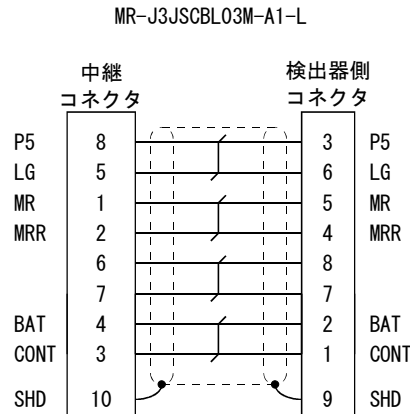 MR-J3JSCBL03M-A1-L
中継 検出器側
コネクタ コネクタ
P5 8 3 P5
LG 5 6 LG
MR 1 5 MR
MRR 2 4 MRR
6 8
7 7
BAT 4 2 BAT
CONT 3 1 CONT
SHD 10 9 SHD